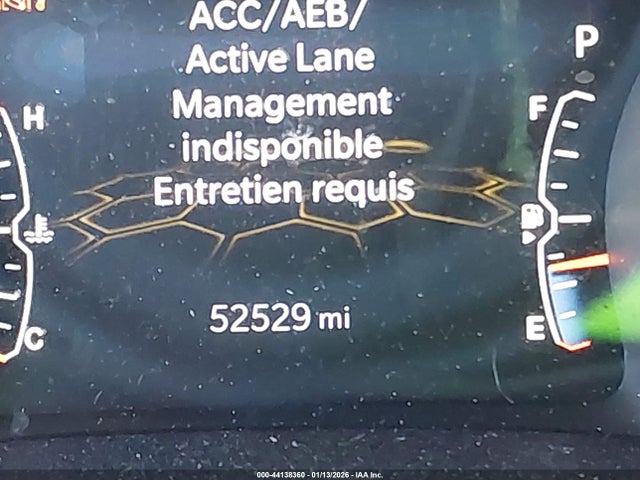 ACC/AEB/
Active Lane
Management
indisponible
Entretien requis
P
H
C
F
E
52529 mi
000-44138360 - 01/13/2026 - IAA Inc.